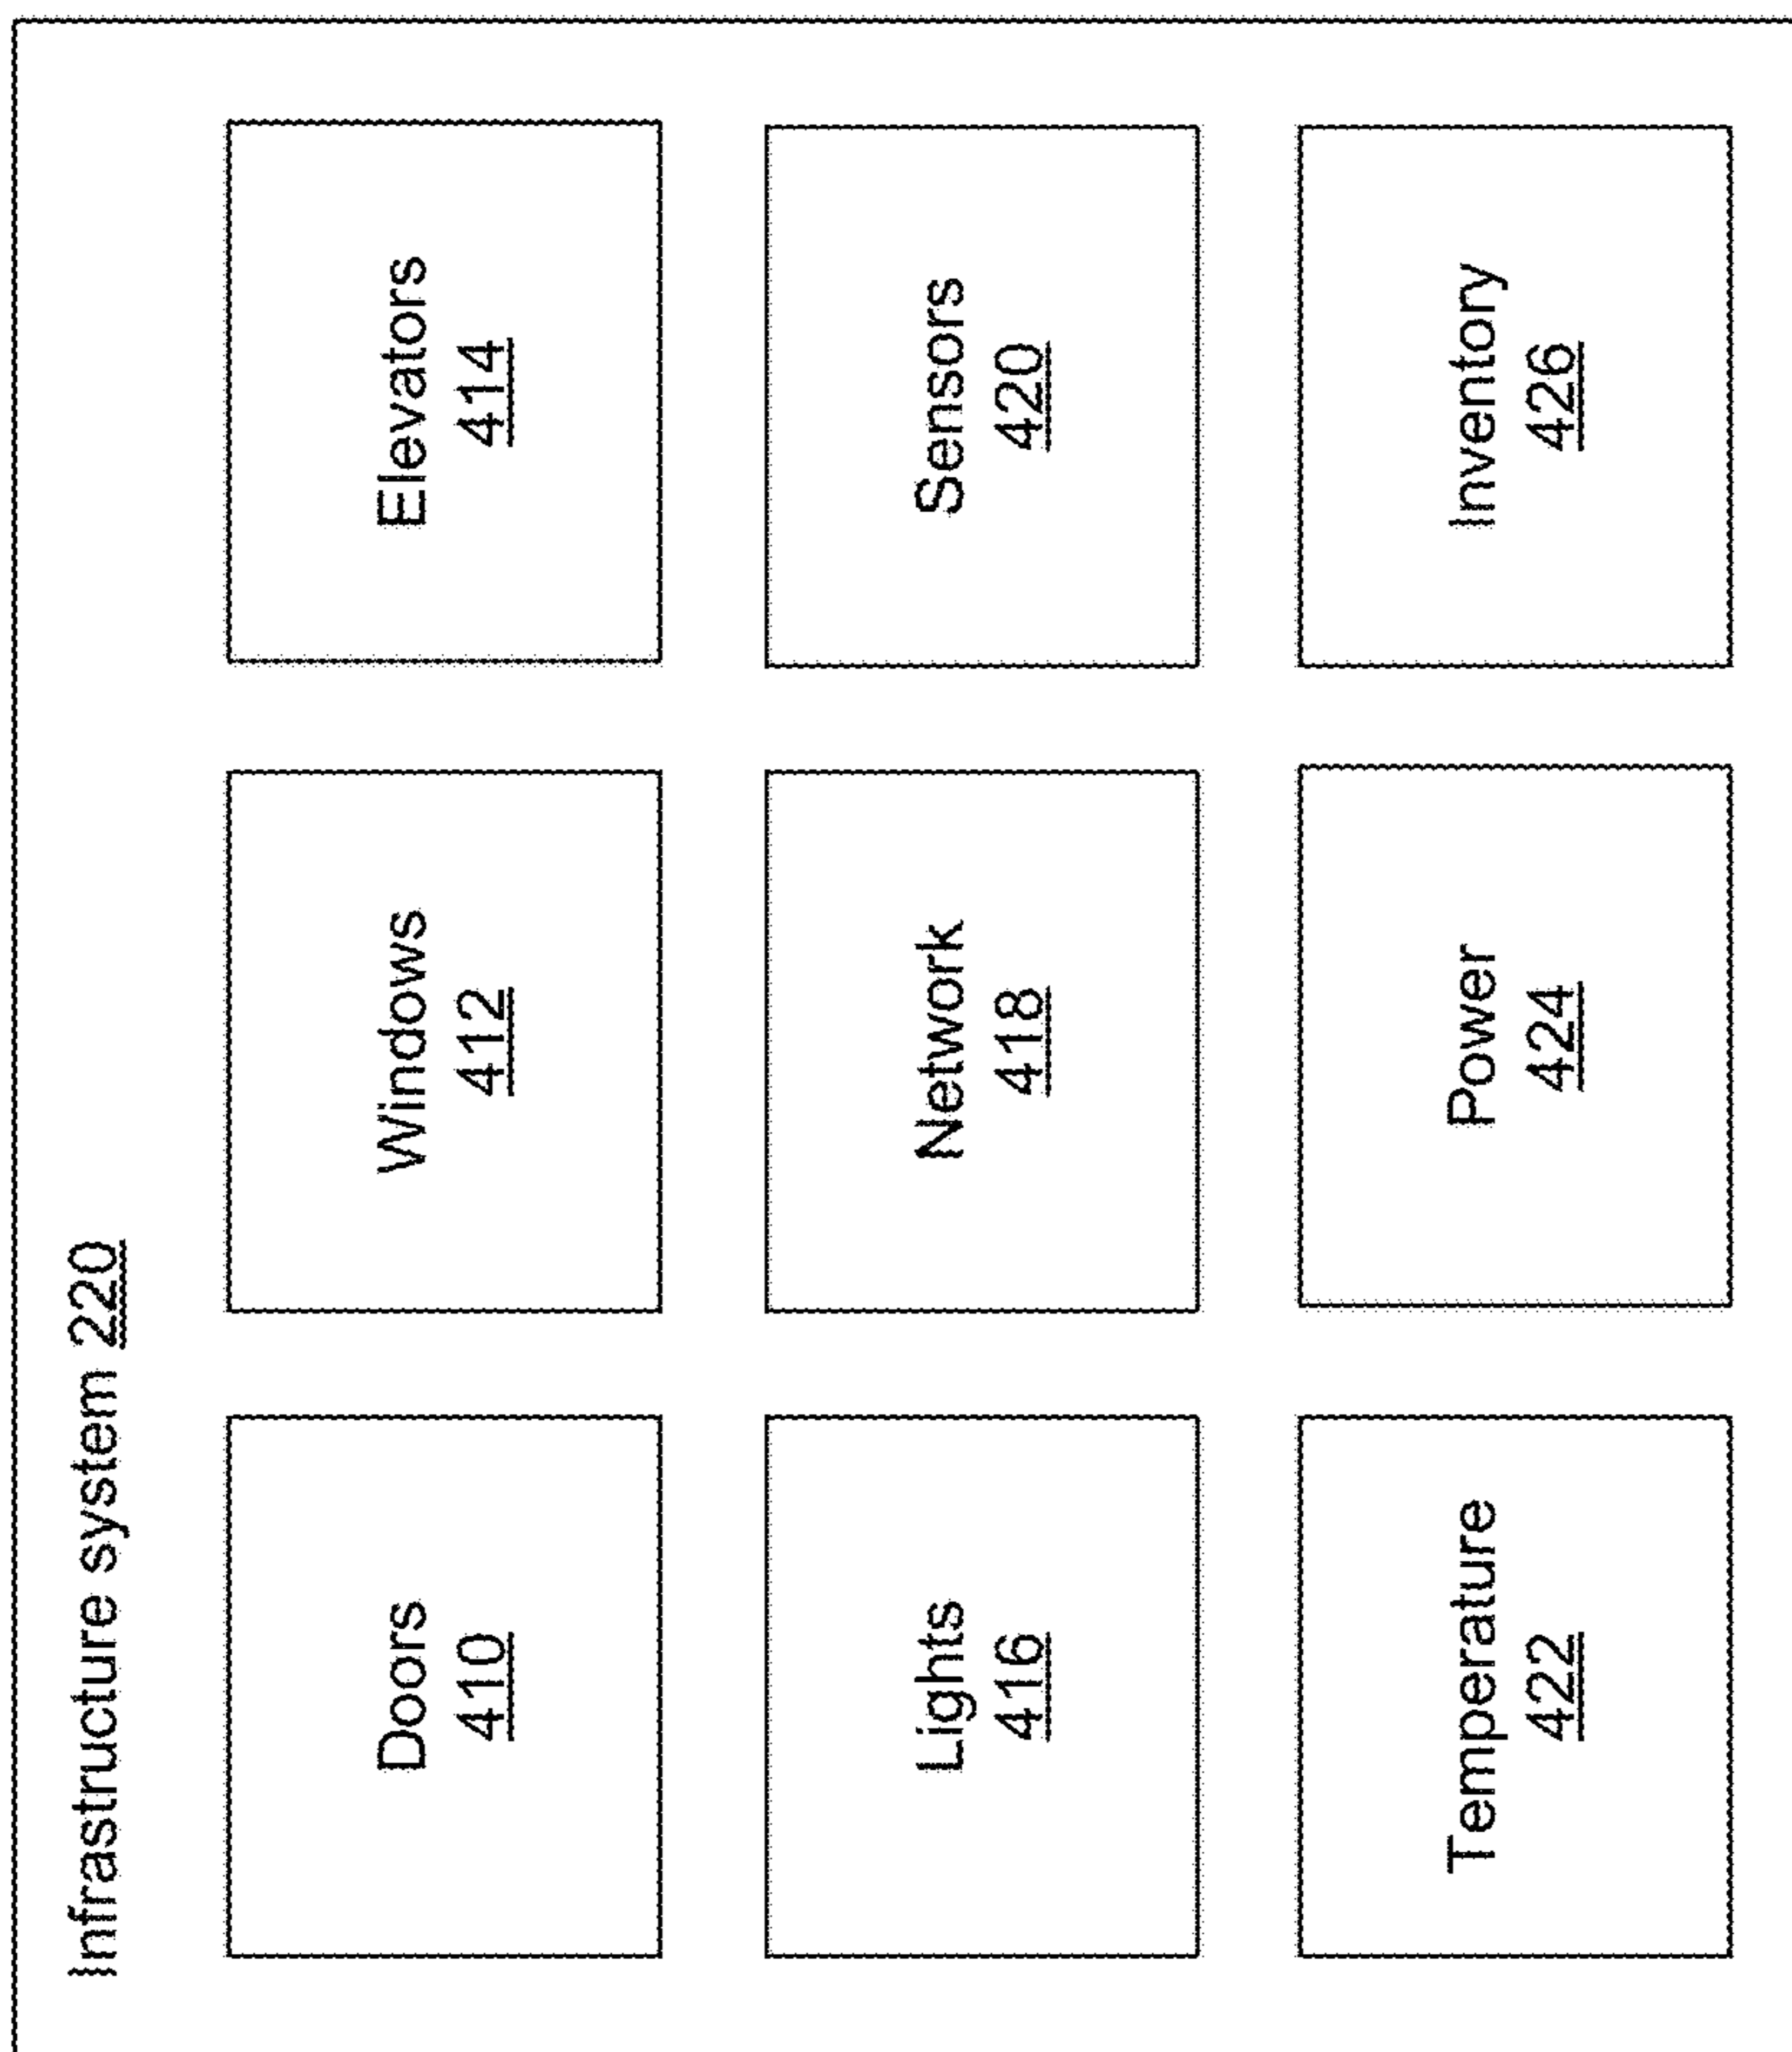 Infrastructure system 220
Doors
410
Windows
412
Elevators
414
Lights
416
Network
418
Sensors
420
Temperature
422
Power
424
Inventory
426